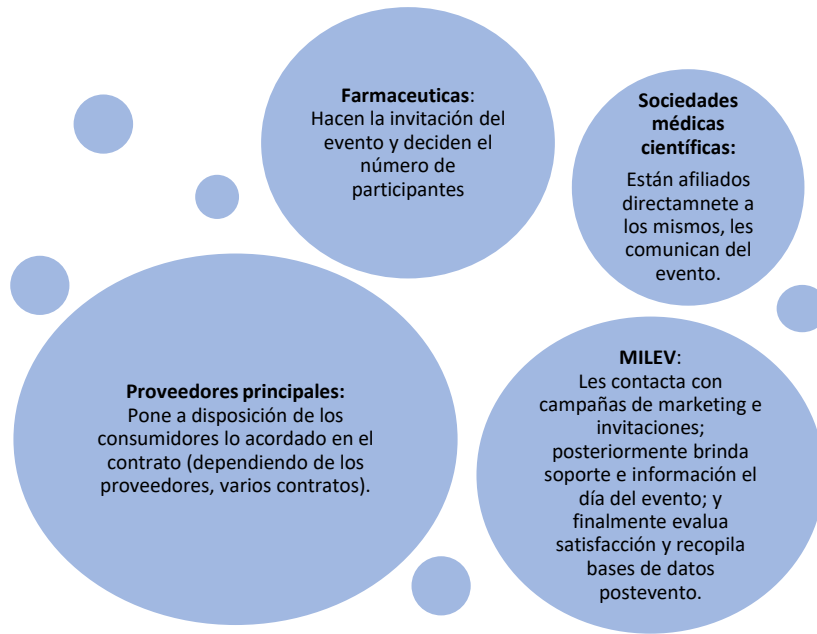 Farmaceuticas:
Hacen la invitación del
evento y deciden el
número de
participantes
Sociedades
médicas
científicas:
Están afiliados
directamnete a
los mismos, les
comunican del
evento.
Proveedores principales:
Pone a disposición de los
consumidores lo acordado en el
contrato (dependiendo de los
proveedores, varios contratos).
MILEV:
Les contacta con
campañas de marketing e
invitaciones;
posteriormente brinda
soporte e información el
día del evento; y
finalmente evalua
satisfacción y recopila
bases de datos
postevento.